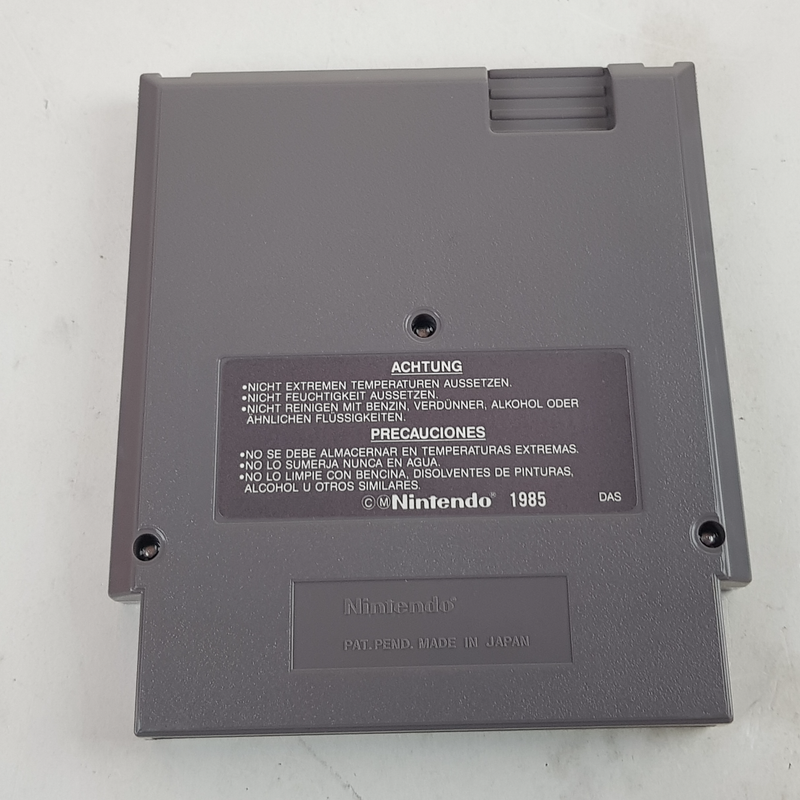 ACHTUNG
•NICHT EXTREMEN TEMPERATUREN AUSSETZEN.
•NICHT FEUCHTIGKEIT AUSSETZEN.
•NICHT REINIGEN MIT BENZIN, VERDÜNNER, ALKOHOL ODER
ÄHNLICHEN FLÜSSIGKEITEN.
PRECAUCIONES
•NO SE DEBE ALMACERNAR EN TEMPERATURAS EXTREMAS.
•NO LO SUMERJA NUNCA EN AGUA.
•NO LO LIMPIE CON BENCINA, DISOLVENTES DE PINTURAS,
ALCOHOL U OTROS SIMILARES.
ⒸⓂNintendo® 1985 DAS
Nintendo®
PAT. PEND. MADE IN JAPAN